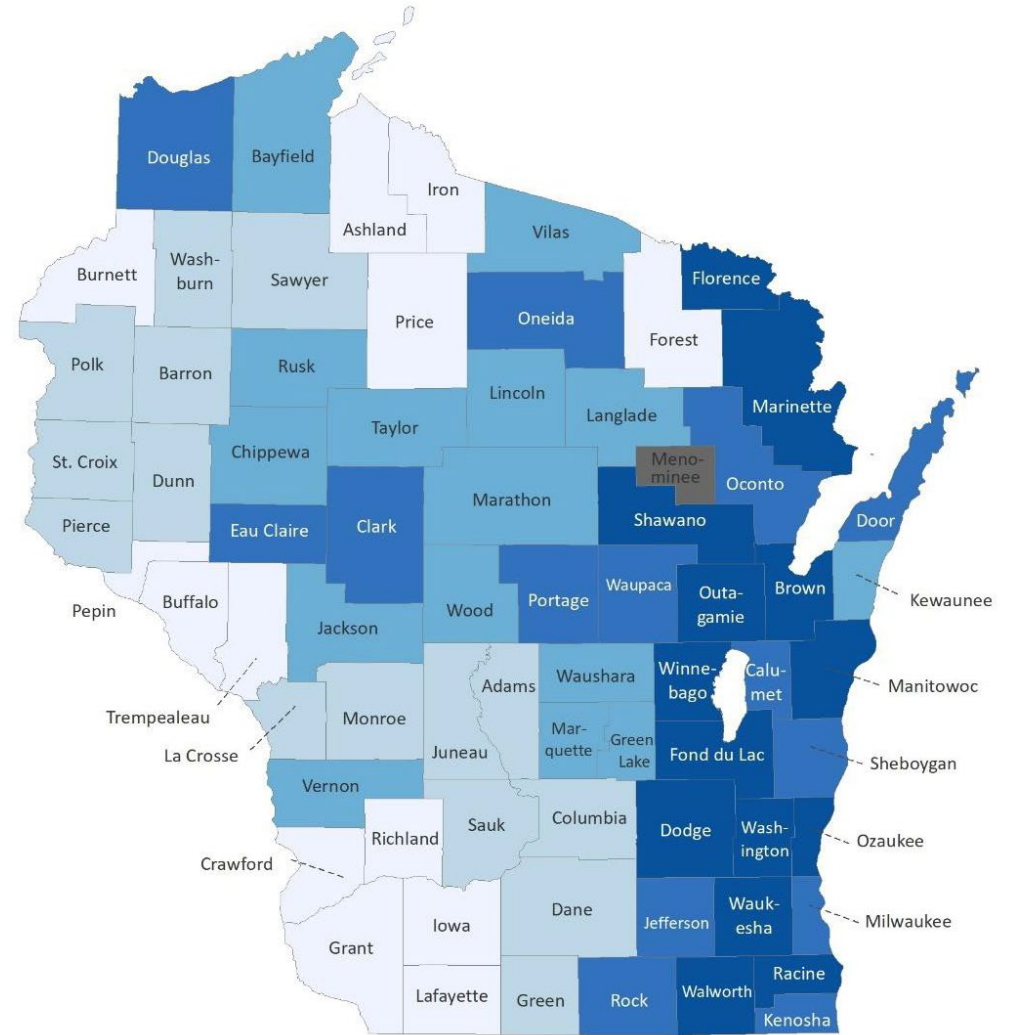 Douglas
Bayfield
Iron
Ashland
Vilas
Burnett
Wash-
burn
Sawyer
Florence
Price
Oneida
Forest
Polk
Barron
Rusk
Lincoln
Marinette
Langlade
Taylor
St. Croix
Dunn
Chippewa
Meno-
minee
Oconto
Marathon
Pierce
Eau Claire
Clark
Shawano
Door
Pepin
Buffalo
Jackson
Wood
Portage
Waupaca
Outa-
gamie
Brown
Kewaunee
Trempealeau
La Crosse
Monroe
Juneau
Adams
Waushara
Winne-
bago
Calu-
met
Manitowoc
Mar-
quette
Green
Lake
Fond du Lac
Sheboygan
Vernon
Crawford
Richland
Sauk
Columbia
Dodge
Wash-
ington
Ozaukee
Grant
Iowa
Dane
Jefferson
Wauk-
esha
Milwaukee
Lafayette
Green
Rock
Walworth
Racine
Kenosha